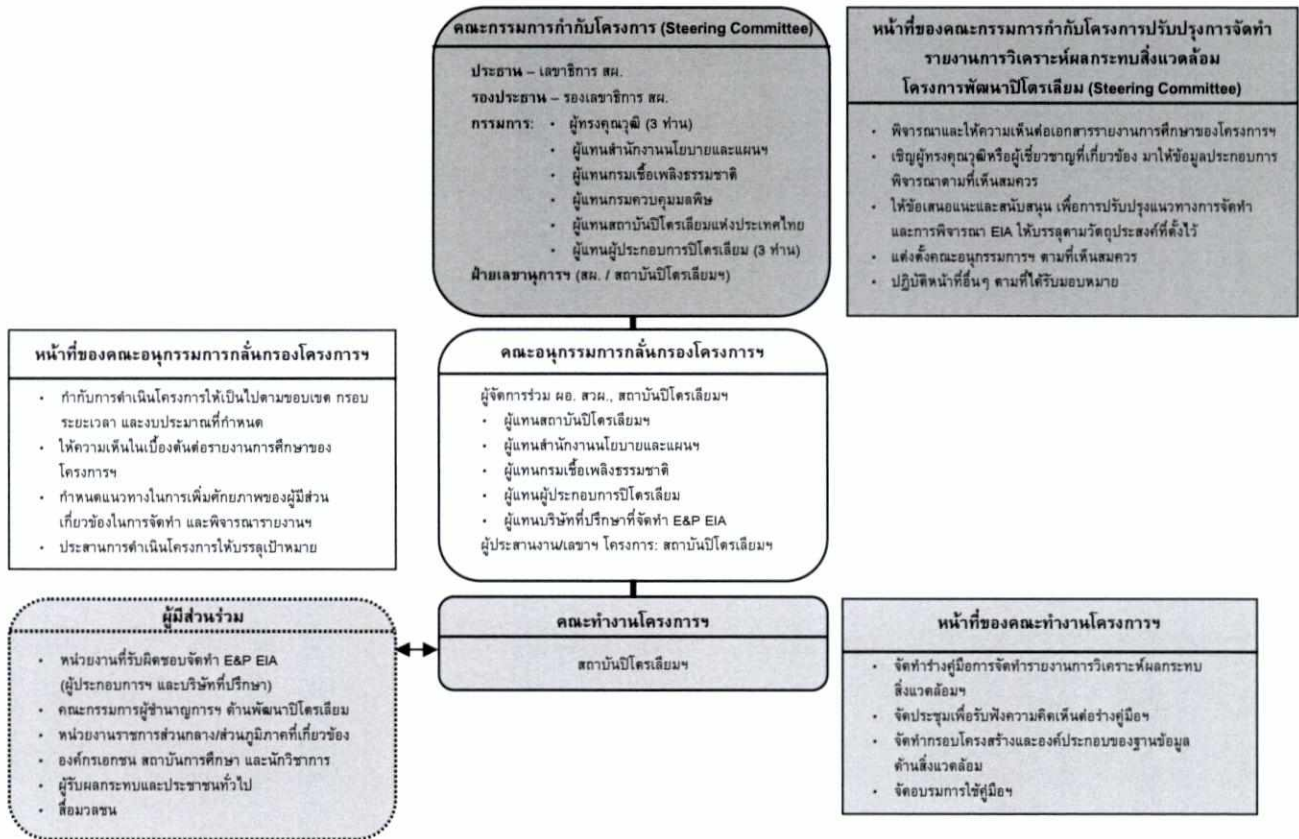 คณะกรรมการกำกับโครงการ (Steering Committee)
ประธาน – เลขาธิการ สผ.
รองประธาน – รองเลขาธิการ สผ.
กรรมการ: • ผู้ทรงคุณวุฒิ (3 ท่าน)
• ผู้แทนสำนักงานนโยบายและแผนฯ
• ผู้แทนกรมเชื้อเพลิงธรรมชาติ
• ผู้แทนกรมควบคุมมลพิษ
• ผู้แทนสถาบันปิโตรเลียมแห่งประเทศไทย
• ผู้แทนผู้ประกอบการปิโตรเลียม (3 ท่าน)
ฝ่ายเลขานุการฯ (สผ. / สถาบันปิโตรเลียมฯ)
หน้าที่ของคณะกรรมการกำกับโครงการปรับปรุงการจัดทำ
รายงานการวิเคราะห์ผลกระทบสิ่งแวดล้อม
โครงการพัฒนาปิโตรเลียม (Steering Committee)
• พิจารณาและให้ความเห็นต่อเอกสารรายงานการศึกษาของโครงการฯ
• เชิญผู้ทรงคุณวุฒิหรือผู้เชี่ยวชาญที่เกี่ยวข้อง มาให้ข้อมูลประกอบการ
พิจารณาตามที่เห็นสมควร
• ให้ข้อเสนอแนะและสนับสนุน เพื่อการปรับปรุงแนวทางการจัดทำ
และการพิจารณา EIA ให้บรรลุตามวัตถุประสงค์ที่ตั้งไว้
• แต่งตั้งคณะอนุกรรมการฯ ตามที่เห็นสมควร
• ปฏิบัติหน้าที่อื่นๆ ตามที่ได้รับมอบหมาย
หน้าที่ของคณะอนุกรรมการกลั่นกรองโครงการฯ
• กำกับการดำเนินโครงการให้เป็นไปตามขอบเขต กรอบ
ระยะเวลา และงบประมาณที่กำหนด
• ให้ความเห็นในเบื้องต้นต่อรายงานการศึกษาของ
โครงการฯ
• กำหนดแนวทางในการเพิ่มศักยภาพของผู้มีส่วน
เกี่ยวข้องในการจัดทำ และพิจารณารายงานฯ
• ประสานการดำเนินโครงการให้บรรลุเป้าหมาย
คณะอนุกรรมการกลั่นกรองโครงการฯ
ผู้จัดการร่วม ผอ. สวผ., สถาบันปิโตรเลียมฯ
• ผู้แทนสถาบันปิโตรเลียมฯ
• ผู้แทนสำนักงานนโยบายและแผนฯ
• ผู้แทนกรมเชื้อเพลิงธรรมชาติ
• ผู้แทนผู้ประกอบการปิโตรเลียม
• ผู้แทนบริษัทที่ปรึกษาที่จัดทำ E&P EIA
ผู้ประสานงาน/เลขาฯ โครงการ: สถาบันปิโตรเลียมฯ
ผู้มีส่วนร่วม
• หน่วยงานที่รับผิดชอบจัดทำ E&P EIA
(ผู้ประกอบการฯ และบริษัทที่ปรึกษา)
• คณะกรรมการผู้ชำนาญการฯ ด้านพัฒนาปิโตรเลียม
• หน่วยงานราชการส่วนกลาง/ส่วนภูมิภาคที่เกี่ยวข้อง
• องค์กรเอกชน สถาบันการศึกษา และนักวิชาการ
• ผู้รับผลกระทบและประชาชนทั่วไป
• สื่อมวลชน
คณะทำงานโครงการฯ
สถาบันปิโตรเลียมฯ
หน้าที่ของคณะทำงานโครงการฯ
• จัดทำร่างคู่มือการจัดทำรายงานการวิเคราะห์ผลกระทบ
สิ่งแวดล้อมฯ
• จัดประชุมเพื่อรับฟังความคิดเห็นต่อร่างคู่มือฯ
• จัดทำกรอบโครงสร้างและองค์ประกอบของฐานข้อมูล
ด้านสิ่งแวดล้อม
• จัดอบรมการใช้คู่มือฯ